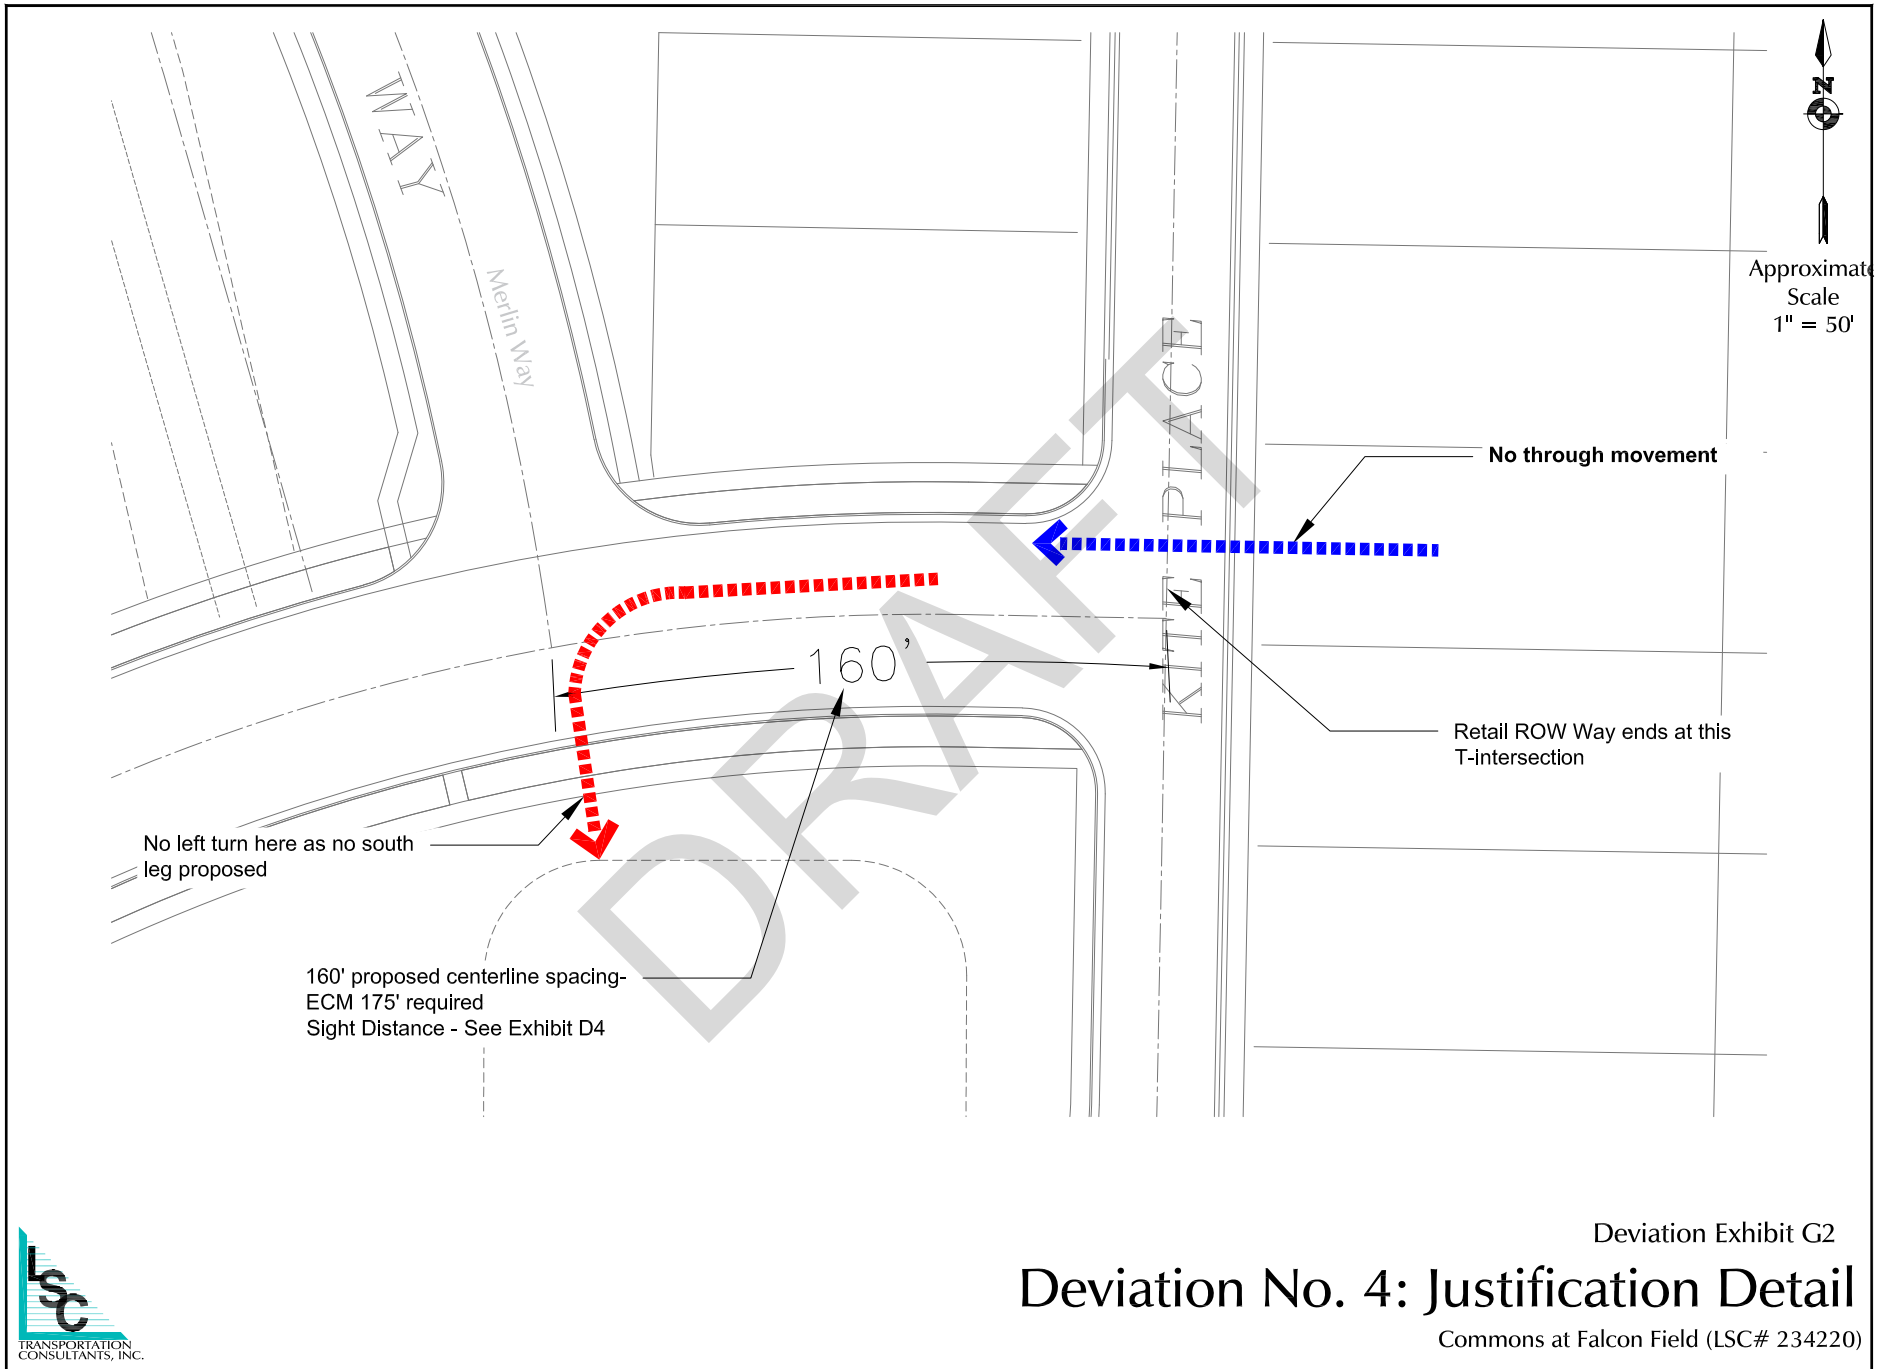 WAY
Merlin Way
N
Approximate
Scale
1" = 50'
KITE PLACE
No through movement
160'
Retail ROW Way ends at this
T-intersection
No left turn here as no south
leg proposed
160' proposed centerline spacing-
ECM 175' required
Sight Distance - See Exhibit D4
DRAFT
Deviation Exhibit G2
Deviation No. 4: Justification Detail
Commons at Falcon Field (LSC# 234220)
LSC
TRANSPORTATION
CONSULTANTS, INC.